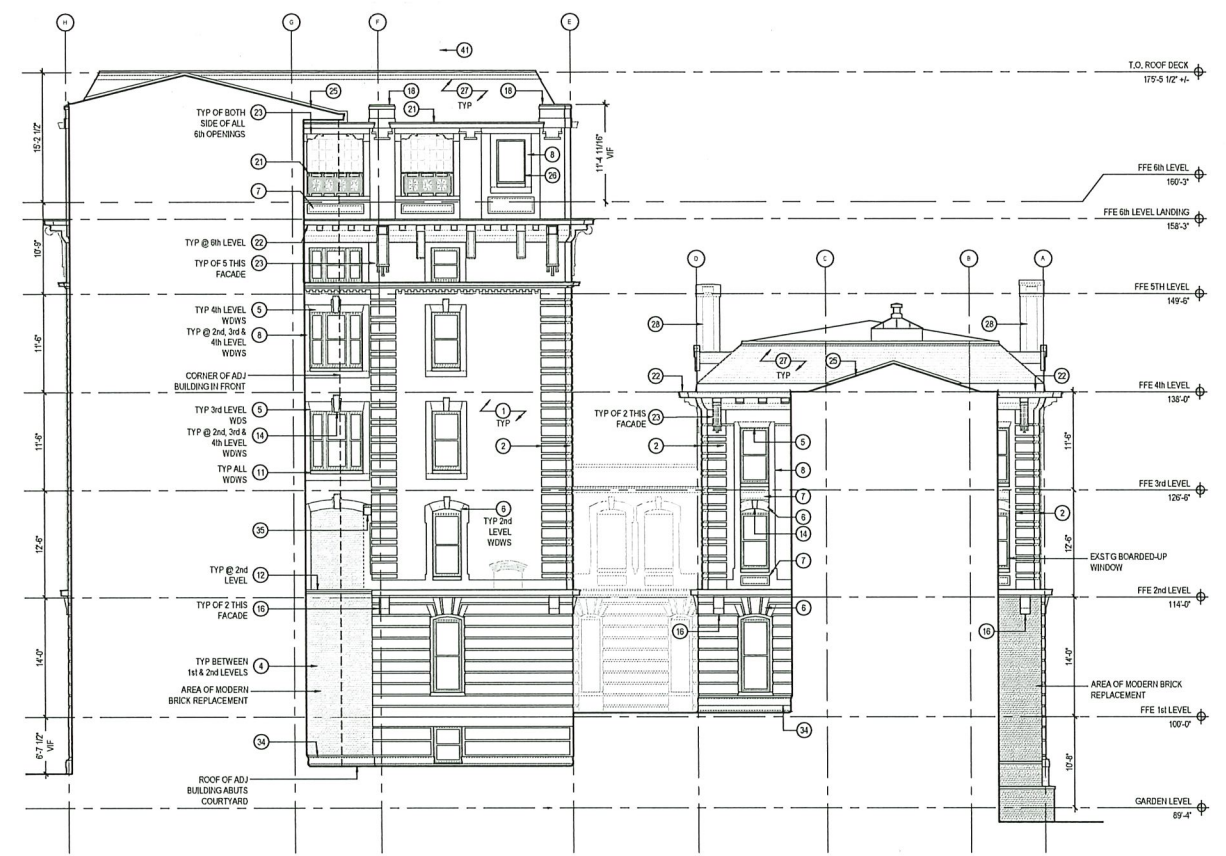 H
G
F
E
41
T.O. ROOF DECK
175'-5 1/2" +/-
25
18
27
TYP
18
21
TYP OF BOTH
SIDE OF ALL
6th OPENINGS
23
15'-2 1/2"
11'-4 11/16"
VIF
8
21
26
FFE 6th LEVEL
160'-3"
7
FFE 6th LEVEL LANDING
158'-3"
TYP @ 6th LEVEL
22
10'-9"
TYP OF 5 THIS
FACADE
23
D
C
B
A
FFE 5TH LEVEL
149'-6"
TYP 4th LEVEL
WDWS
5
TYP @ 2nd, 3rd &
4th LEVEL
WDWS
8
11'-6"
28
28
27
TYP
25
CORNER OF ADJ
BUILDING IN FRONT
22
22
FFE 4th LEVEL
138'-0"
TYP 3rd LEVEL
WDS
5
TYP @ 2nd, 3rd &
4th LEVEL
WDWS
14
1
TYP
2
11'-6"
TYP ALL
WDWS
11
TYP OF 2 THIS
FACADE
23
2
5
8
11'-6"
FFE 3rd LEVEL
126'-6"
7
6
14
7
2
6
TYP 2nd
LEVEL
WDWS
35
12'-6"
12'-6"
EXST'G BOARDED-UP
WINDOW
TYP @ 2nd
LEVEL
12
FFE 2nd LEVEL
114'-0"
TYP OF 2 THIS
FACADE
16
6
16
16
TYP BETWEEN
1st & 2nd LEVELS
4
14'-0"
14'-0"
AREA OF MODERN
BRICK REPLACEMENT
AREA OF MODERN BRICK
REPLACEMENT
FFE 1st LEVEL
100'-0"
34
34
6'-7 1/2"
VIF
10'-8"
ROOF OF ADJ
BUILDING ABUTS
COURTYARD
GARDEN LEVEL
89'-4"